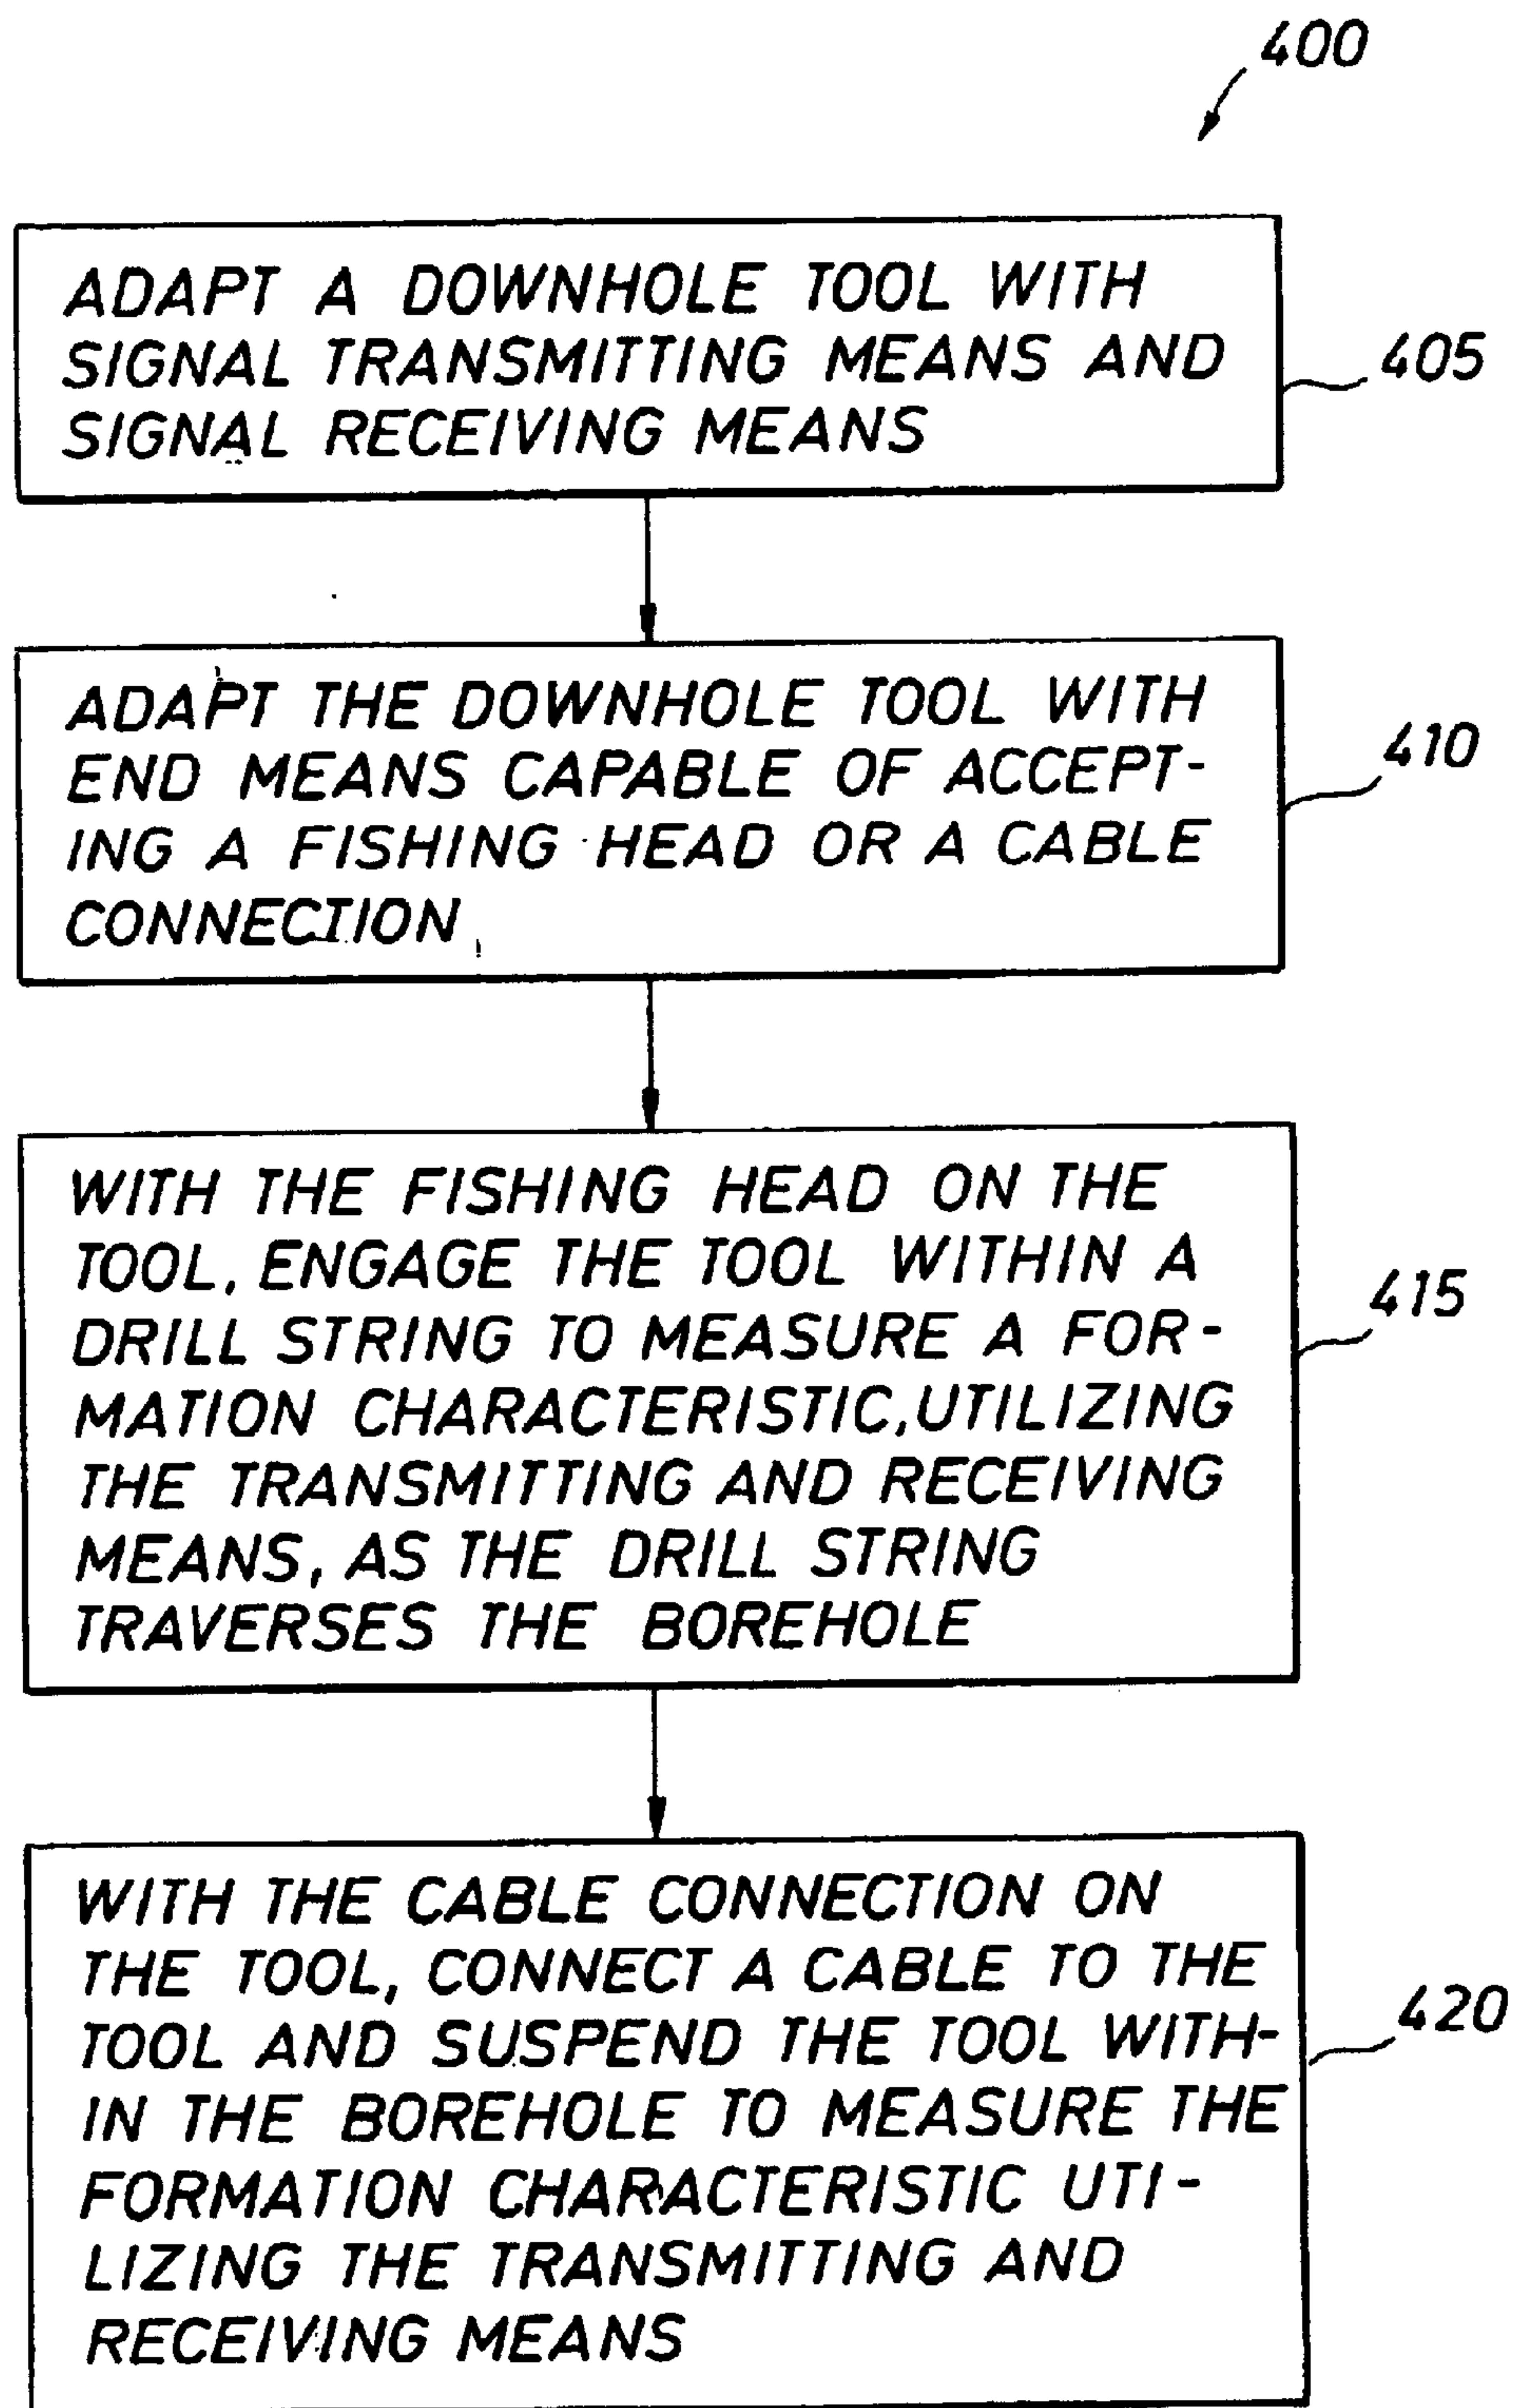 400
ADAPT A DOWNHOLE TOOL WITH
SIGNAL TRANSMITTING MEANS AND
SIGNAL RECEIVING MEANS
405
ADAPT THE DOWNHOLE TOOL WITH
END MEANS CAPABLE OF ACCEPT-
ING A FISHING HEAD OR A CABLE
CONNECTION
410
WITH THE FISHING HEAD ON THE
TOOL, ENGAGE THE TOOL WITHIN A
DRILL STRING TO MEASURE A FOR-
MATION CHARACTERISTIC, UTILIZING
THE TRANSMITTING AND RECEIVING
MEANS, AS THE DRILL STRING
TRAVERSES THE BOREHOLE
415
WITH THE CABLE CONNECTION ON
THE TOOL, CONNECT A CABLE TO THE
TOOL AND SUSPEND THE TOOL WITH-
IN THE BOREHOLE TO MEASURE THE
FORMATION CHARACTERISTIC UTI-
LIZING THE TRANSMITTING AND
RECEIVING MEANS
420